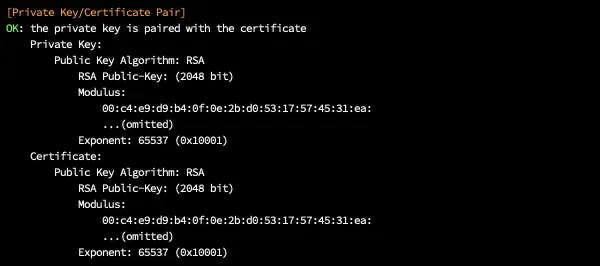 [Private Key/Certificate Pair]
OK: the private key is paired with the certificate
Private Key:
Public Key Algorithm: RSA
RSA Public-Key: (2048 bit)
Modulus:
00:c4:e9:d9:b4:0f:0e:2b:d0:53:17:57:45:31:ea:
...(omitted)
Exponent: 65537 (0x10001)
Certificate:
Public Key Algorithm: RSA
RSA Public-Key: (2048 bit)
Modulus:
00:c4:e9:d9:b4:0f:0e:2b:d0:53:17:57:45:31:ea:
...(omitted)
Exponent: 65537 (0x10001)